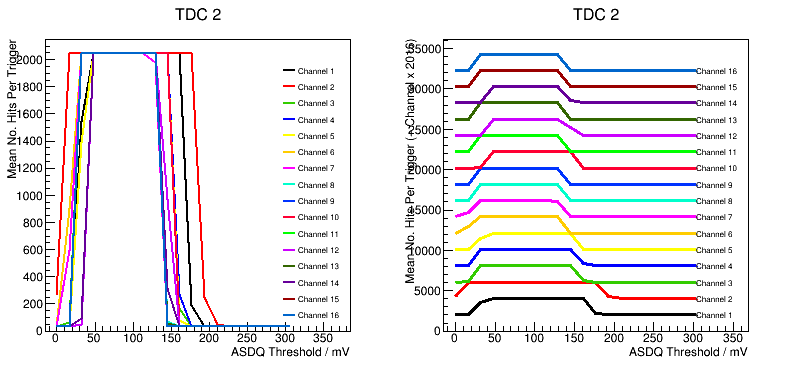 TDC 2
Mean No. Hits Per Trigger
2000
1800
1600
1400
1200
1000
800
600
400
200
0
0
50
100
150
200
250
300
350
ASDQ Threshold / mV
Channel 1
Channel 2
Channel 3
Channel 4
Channel 5
Channel 6
Channel 7
Channel 8
Channel 9
Channel 10
Channel 11
Channel 12
Channel 13
Channel 14
Channel 15
Channel 16
TDC 2
Mean No. Hits Per Trigger (+ Channel x 2016)
35000
30000
25000
20000
15000
10000
5000
0
0
50
100
150
200
250
300
350
ASDQ Threshold / mV
Channel 16
Channel 15
Channel 14
Channel 13
Channel 12
Channel 11
Channel 10
Channel 9
Channel 8
Channel 7
Channel 6
Channel 5
Channel 4
Channel 3
Channel 2
Channel 1